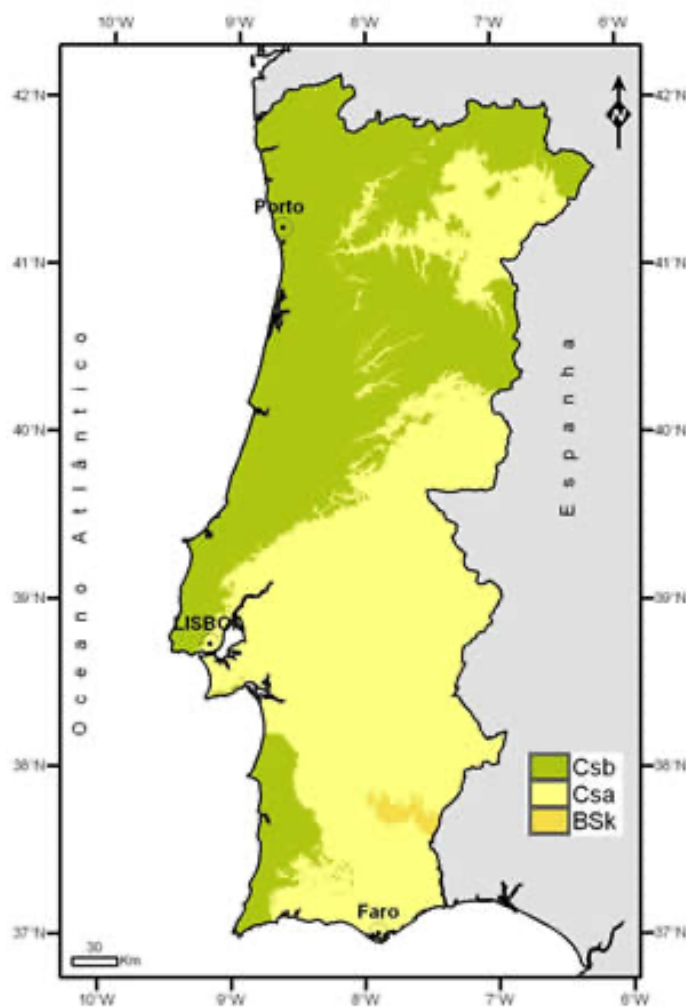 10°W 9°W 8°W 7°W 6°W
42°N 42°N
N
Porto
41°N 41°N
Oceano Atlântico
Espanha
40°N 40°N
39°N 39°N
LISBOA
38°N 38°N
Csb
Csa
BSk
Faro
37°N 37°N
30
Km
10°W 9°W 8°W 7°W 6°W